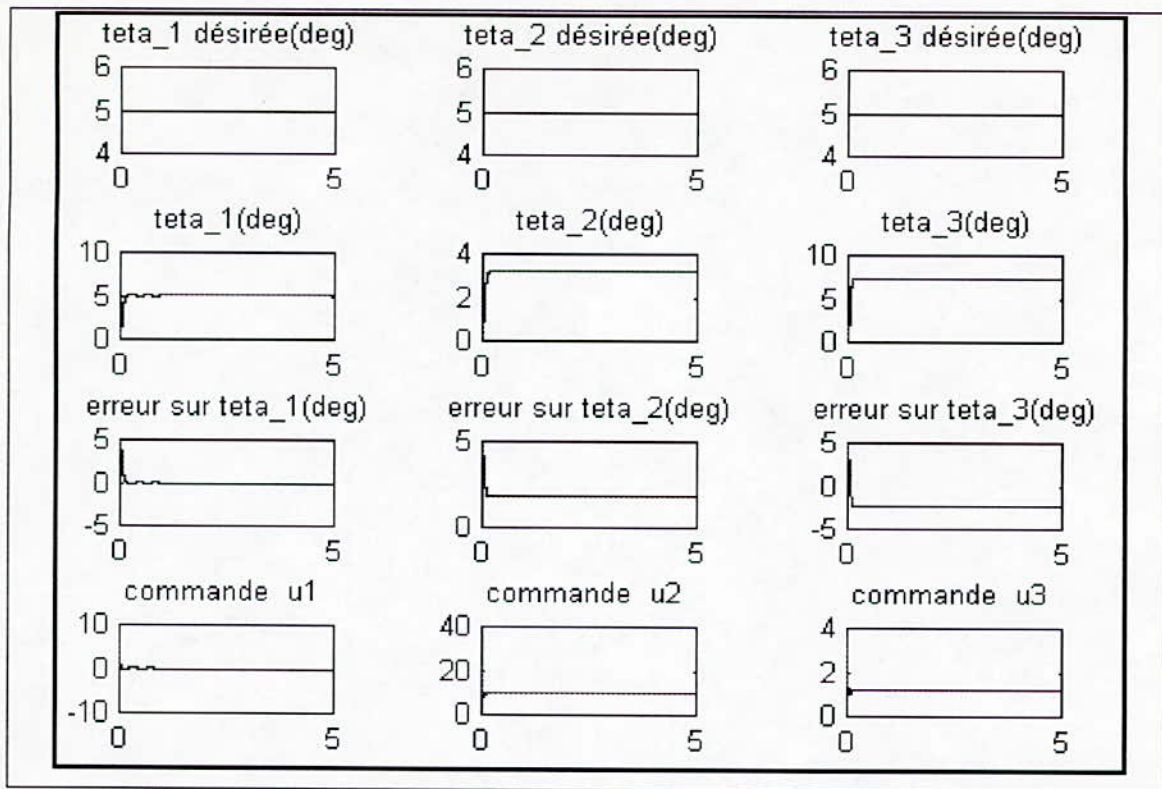 teta_1 désirée(deg) teta_2 désirée(deg) teta_3 désirée(deg)
6 6 6
5 5 5
4 4 4
0 5 0 5 0 5
teta_1(deg) teta_2(deg) teta_3(deg)
10 4 10
5 2 5
0 0 0
0 5 0 5 0 5
erreur sur teta_1(deg) erreur sur teta_2(deg) erreur sur teta_3(deg)
5 5 5
0 0
-5 0 -5
0 5 0 5 0 5
commande u1 commande u2 commande u3
10 40 4
0 20 2
-10 0 0
0 5 0 5 0 5